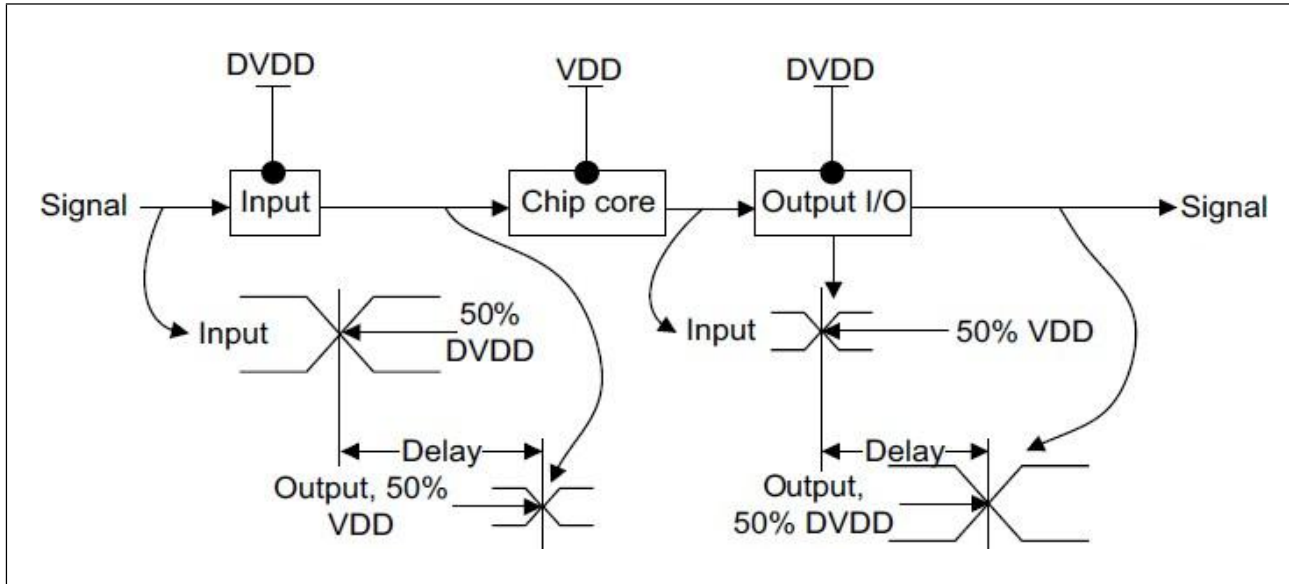 DVDD VDD DVDD
Signal Input Chip core Output I/O Signal
Input 50%
DVDD Input 50% VDD
Delay Delay
Output, 50%
VDD Output,
50% DVDD